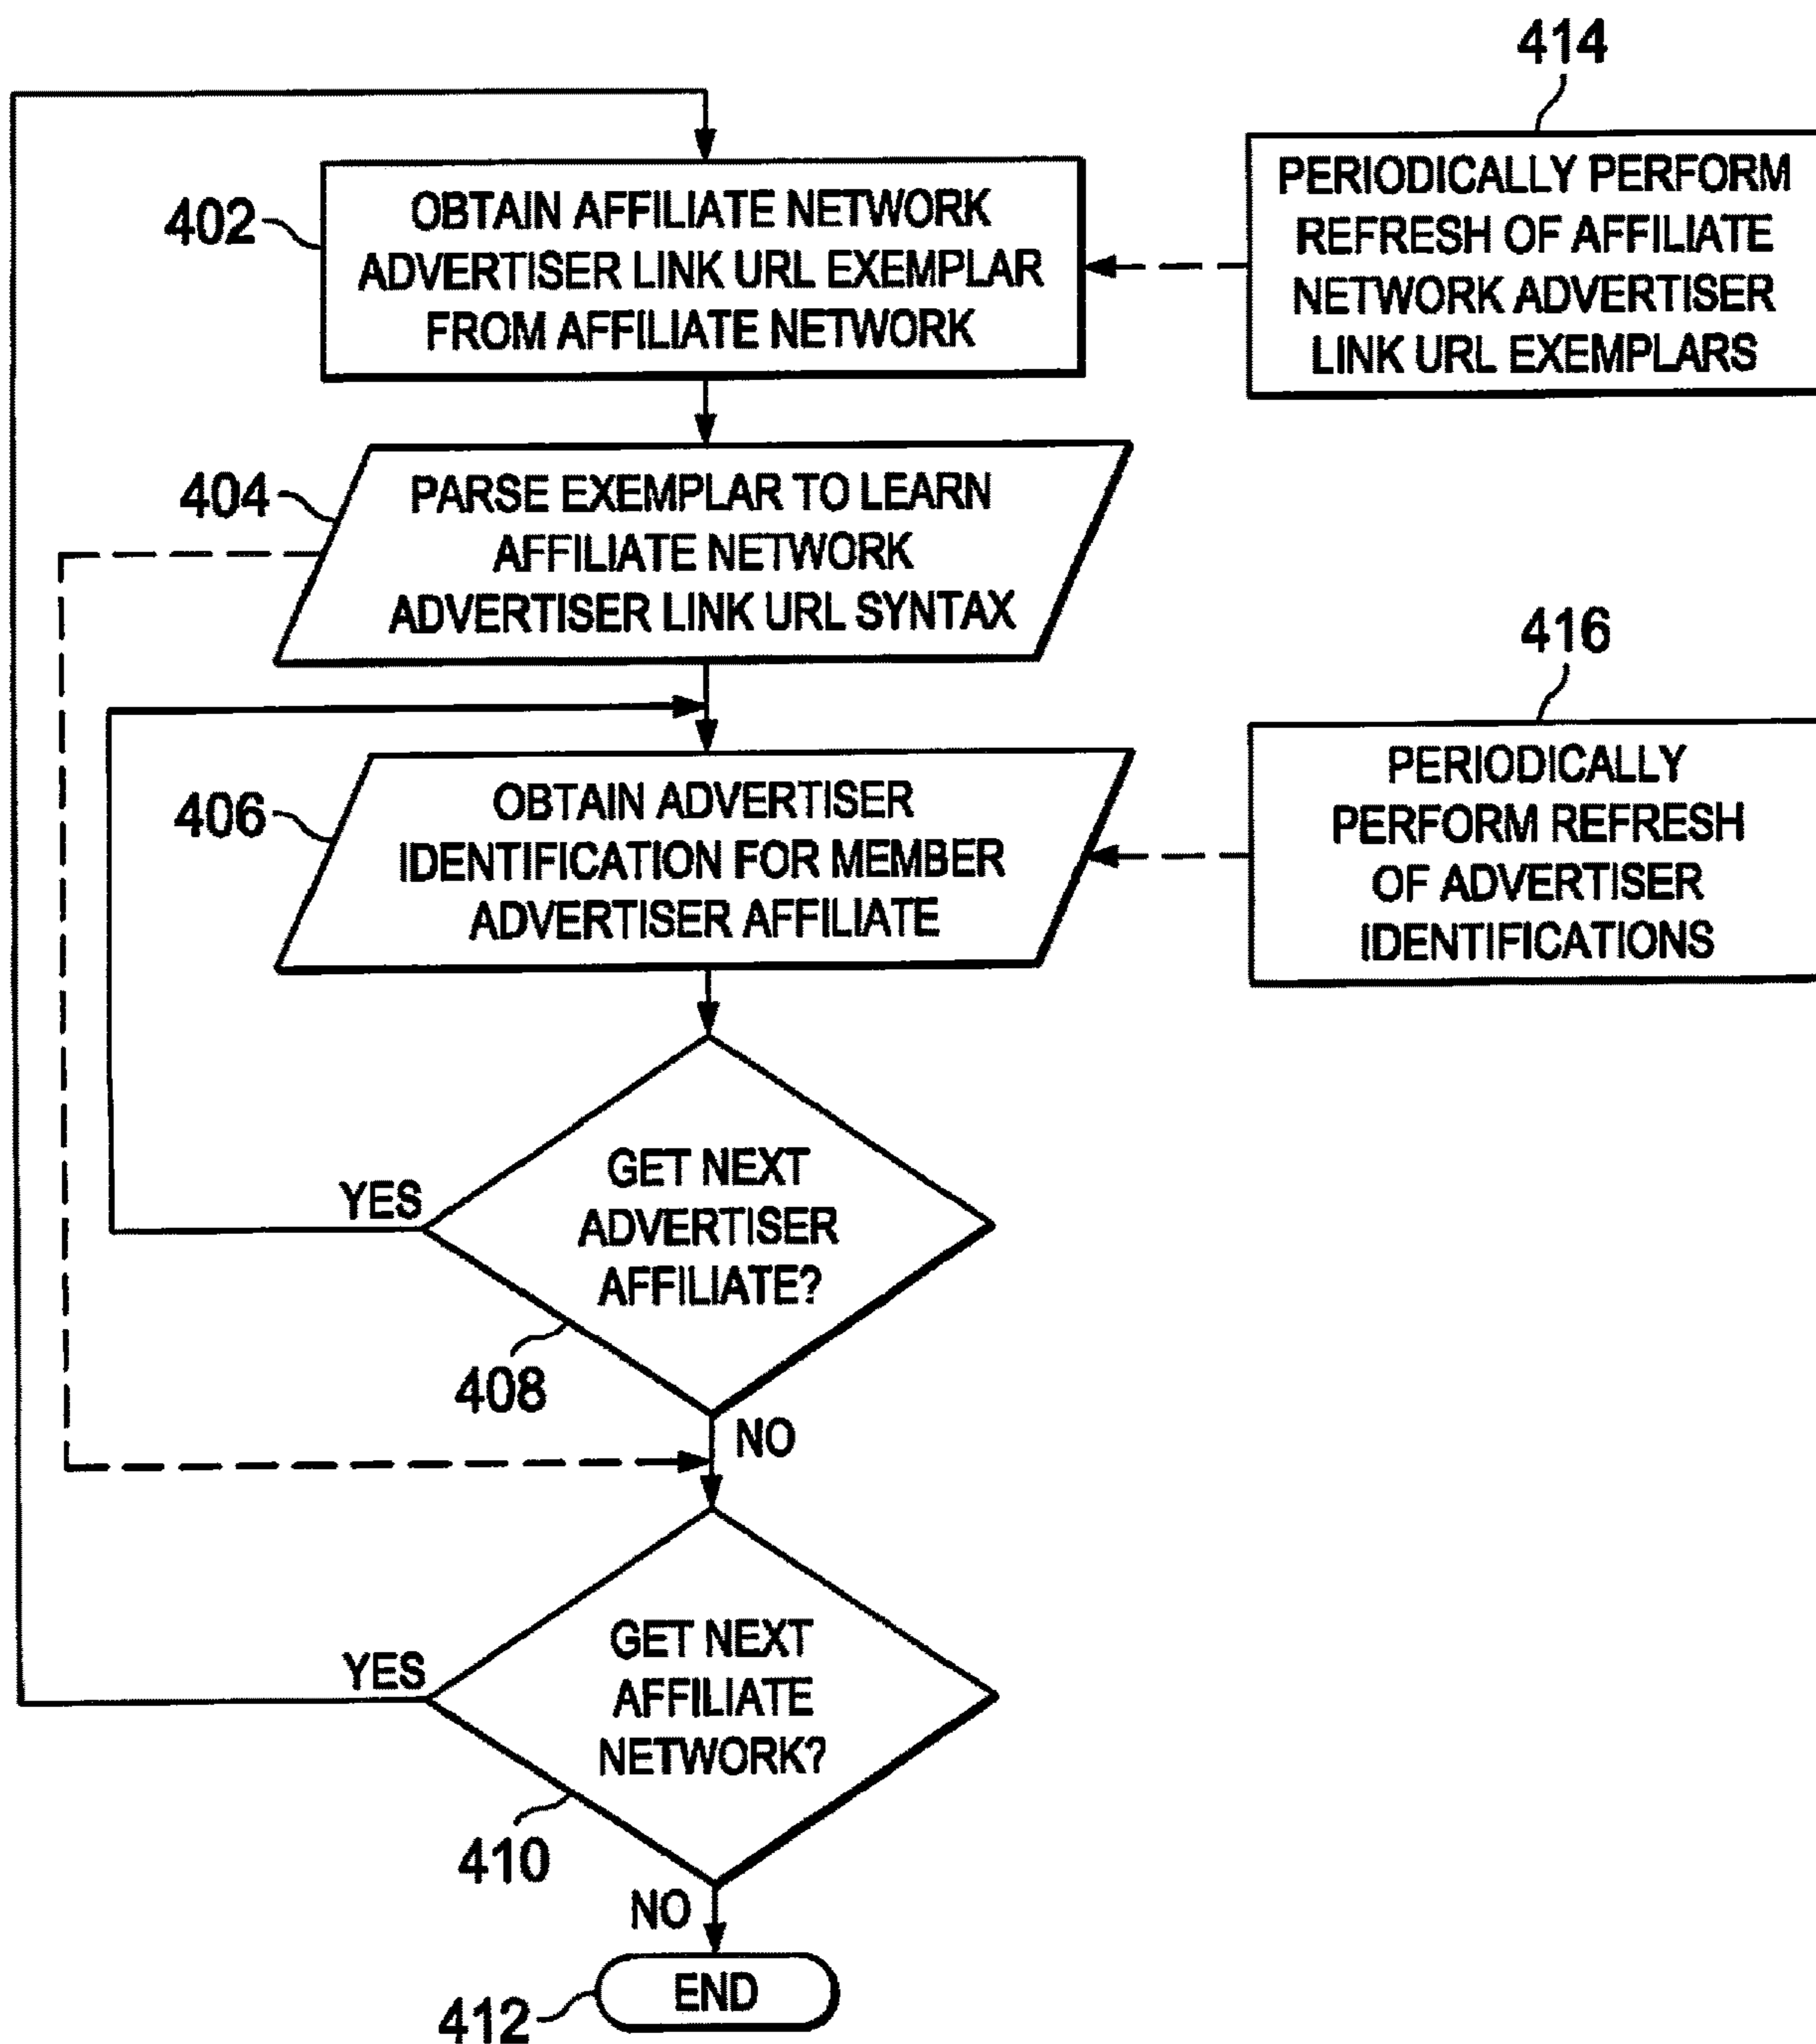 414
402
OBTAIN AFFILIATE NETWORK
ADVERTISER LINK URL EXEMPLAR
FROM AFFILIATE NETWORK
PERIODICALLY PERFORM
REFRESH OF AFFILIATE
NETWORK ADVERTISER
LINK URL EXEMPLARS
404
PARSE EXEMPLAR TO LEARN
AFFILIATE NETWORK
ADVERTISER LINK URL SYNTAX
416
406
OBTAIN ADVERTISER
IDENTIFICATION FOR MEMBER
ADVERTISER AFFILIATE
PERIODICALLY
PERFORM REFRESH
OF ADVERTISER
IDENTIFICATIONS
YES
GET NEXT
ADVERTISER
AFFILIATE?
408
NO
YES
GET NEXT
AFFILIATE
NETWORK?
410
NO
412
END